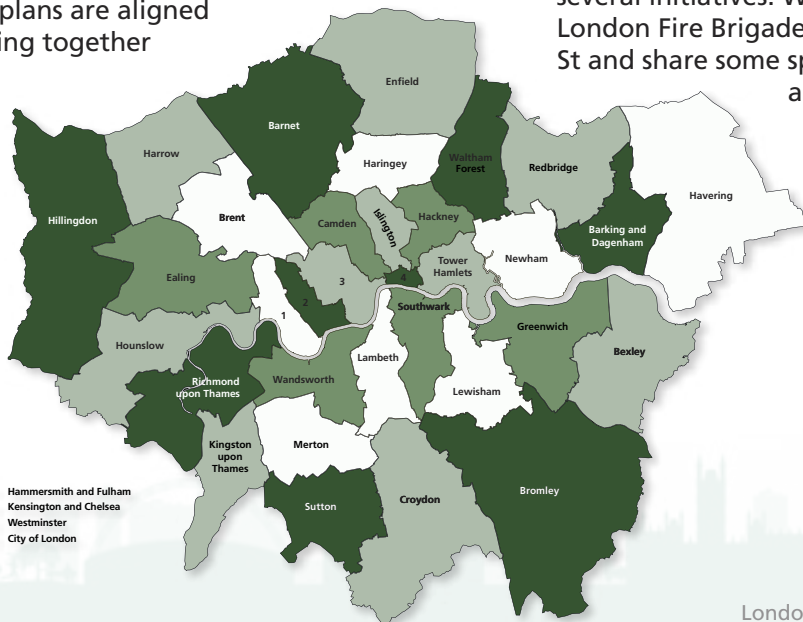 plans are aligned
ing together
several initiatives. W
London Fire Brigade
St and share some sp
a
Enfield
Barnet
Harrow
Haringey
Waltham
Forest
Redbridge
Havering
Hillingdon
Brent
Camden
Islington
Hackney
Barking and
Dagenham
Ealing
Tower
Hamlets
Newham
1
2
3
4
Southwark
Greenwich
Hounslow
Lambeth
Bexley
Richmond
upon Thames
Wandsworth
Lewisham
Kingston
upon
Thames
Merton
Sutton
Croydon
Bromley
Hammersmith and Fulham
Kensington and Chelsea
Westminster
City of London
Londo